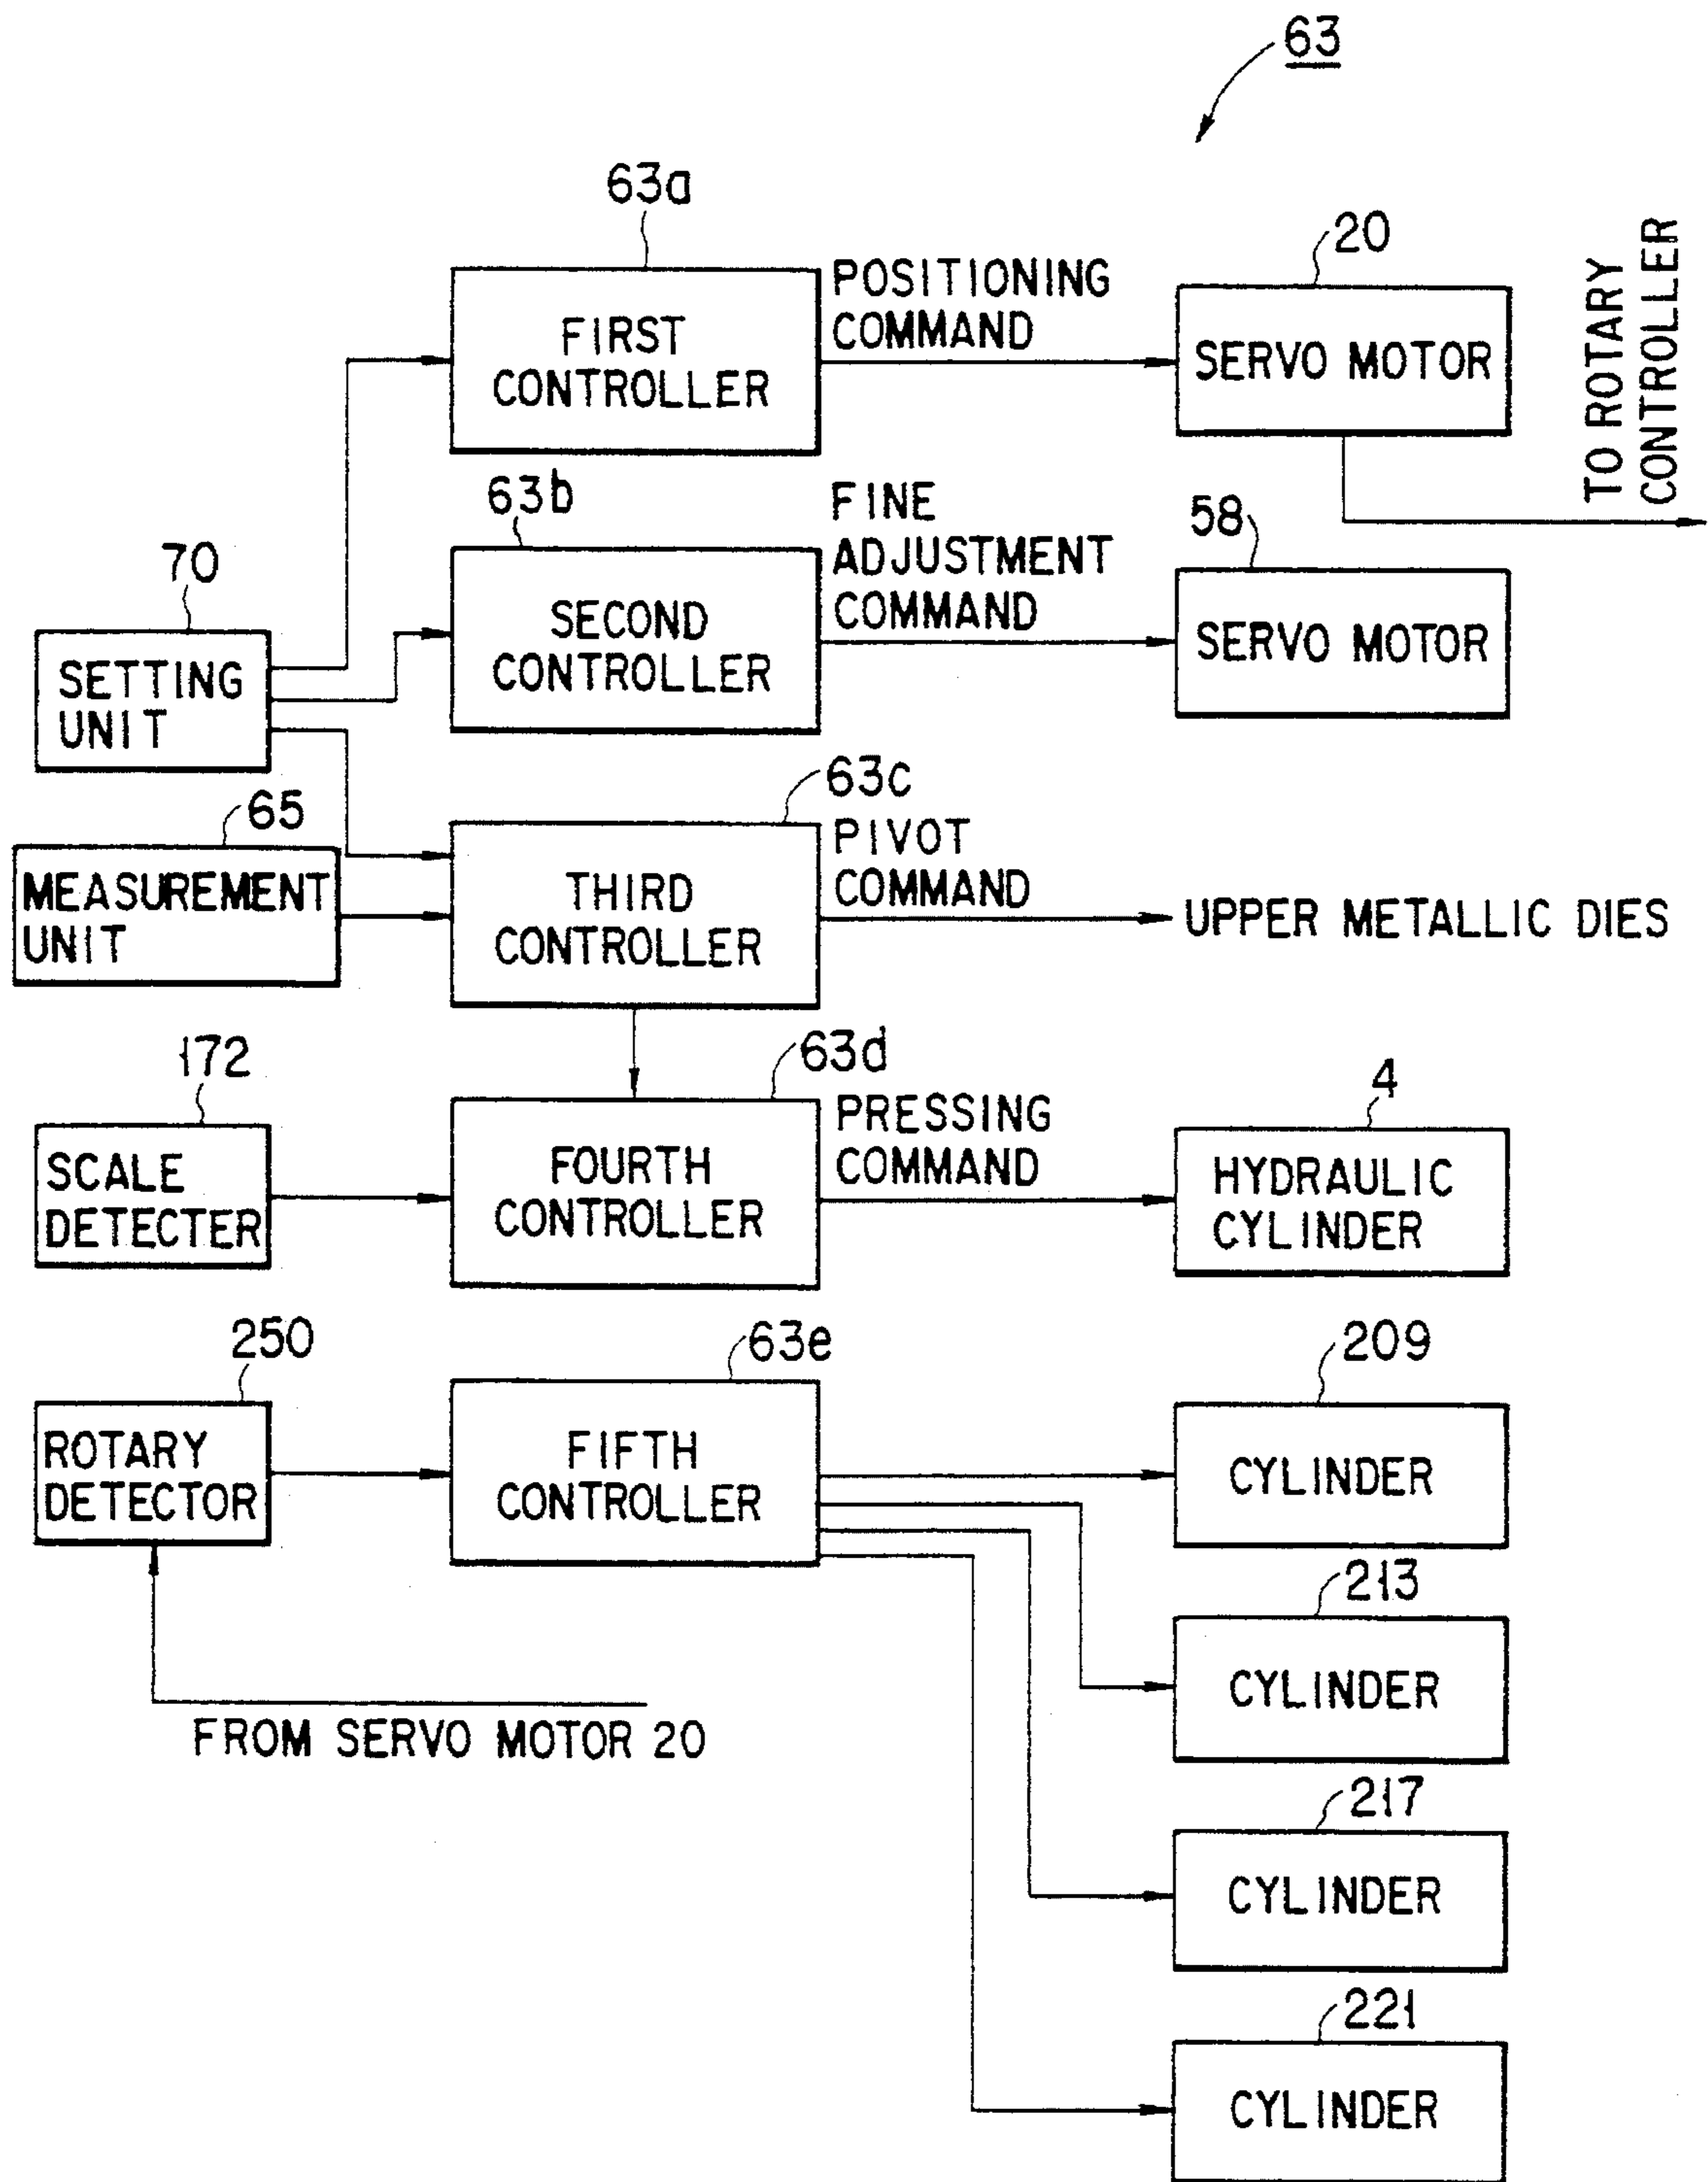 63
63a
FIRST
CONTROLLER
POSITIONING
COMMAND
20
SERVO MOTOR
TO ROTARY
CONTROLLER
63b
SECOND
CONTROLLER
FINE
ADJUSTMENT
COMMAND
58
SERVO MOTOR
70
SETTING
UNIT
65
MEASUREMENT
UNIT
63c
THIRD
CONTROLLER
PIVOT
COMMAND
UPPER METALLIC DIES
172
SCALE
DETECTER
63d
FOURTH
CONTROLLER
PRESSING
COMMAND
4
HYDRAULIC
CYLINDER
250
ROTARY
DETECTOR
63e
FIFTH
CONTROLLER
209
CYLINDER
213
CYLINDER
FROM SERVO MOTOR 20
217
CYLINDER
221
CYLINDER